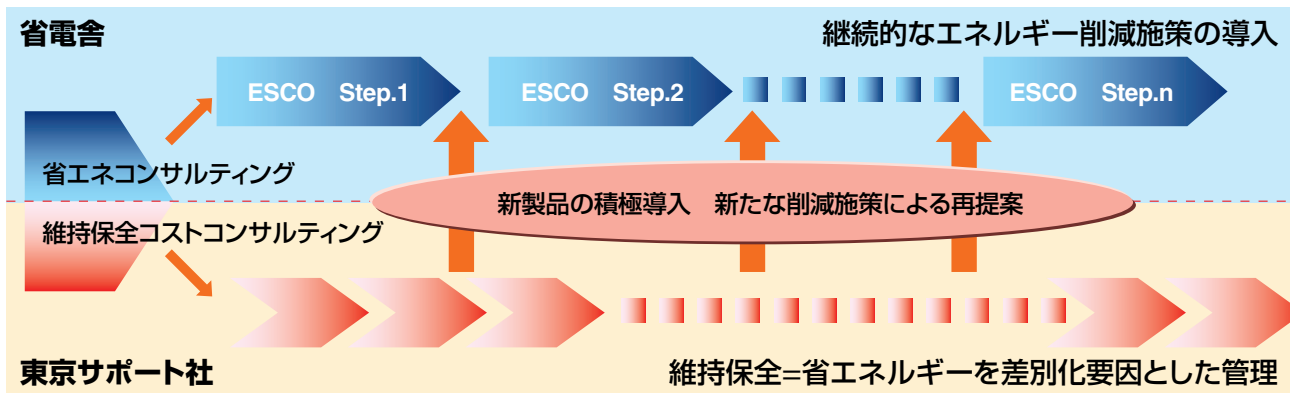 省電舎
継続的なエネルギー削減施策の導入
ESCO　Step.1
ESCO　Step.2
ESCO　Step.n
省エネコンサルティング
新製品の積極導入　新たな削減施策による再提案
維持保全コストコンサルティング
東京サポート社
維持保全=省エネルギーを差別化要因とした管理